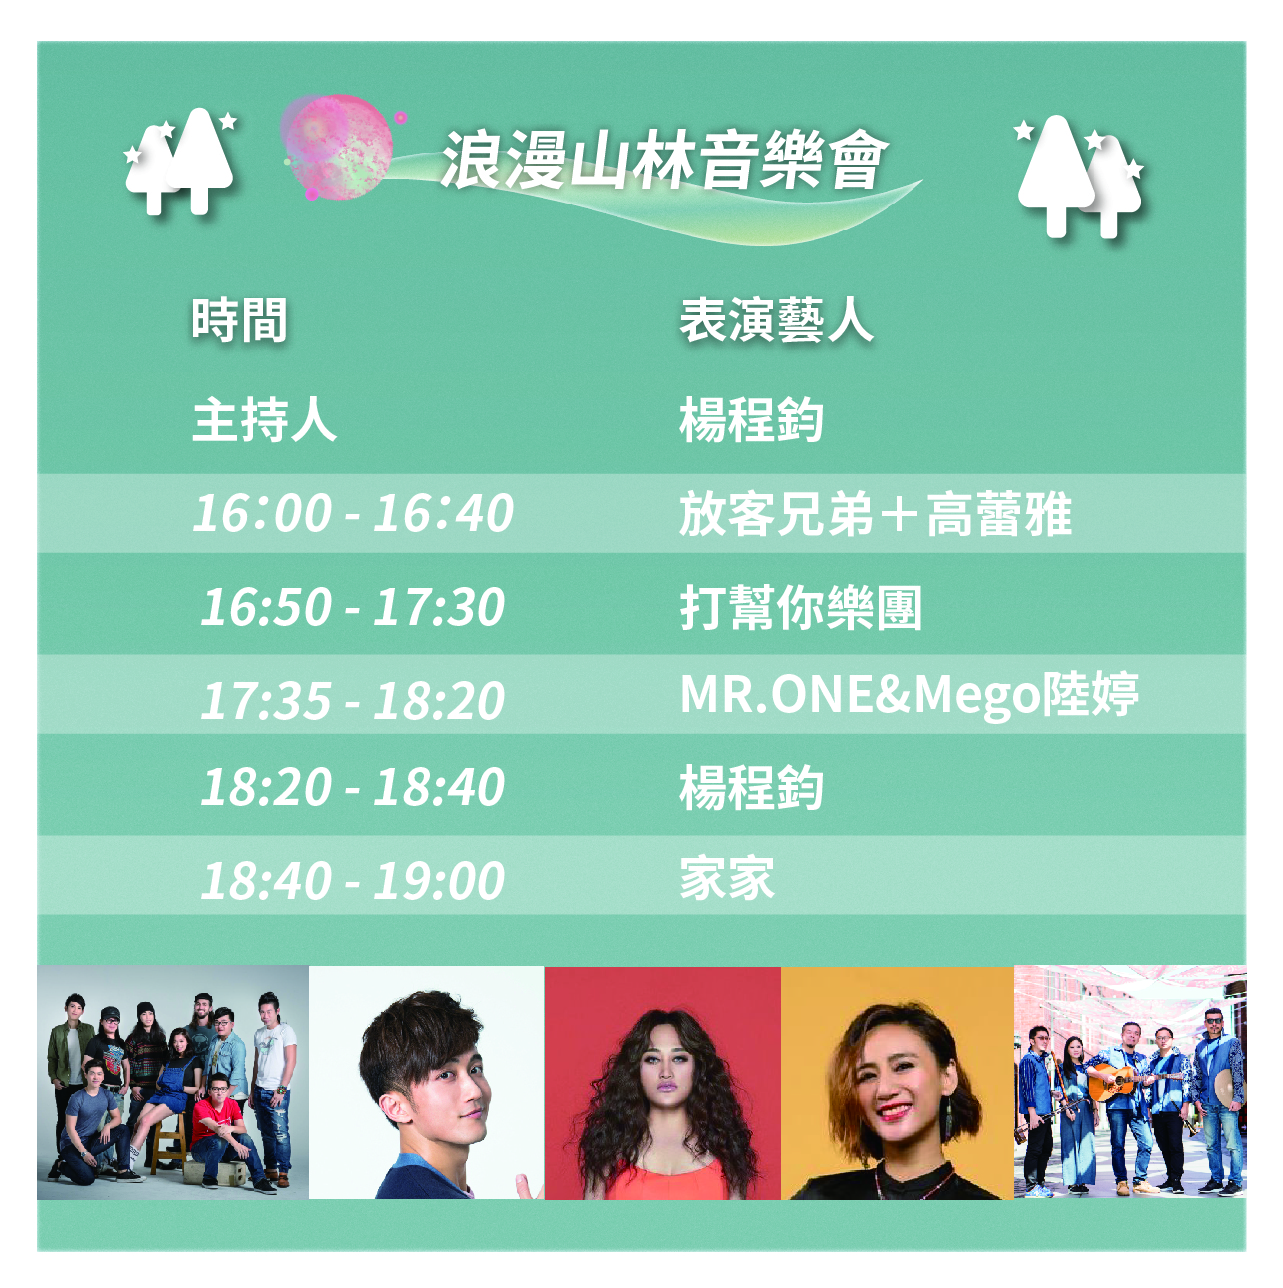 浪漫山林音樂會
時間 表演藝人
主持人 楊程鈞
16:00 - 16:40 放客兄弟＋高蕾雅
16:50 - 17:30 打幫你樂團
17:35 - 18:20 MR.ONE&Mego陸婷
18:20 - 18:40 楊程鈞
18:40 - 19:00 家家